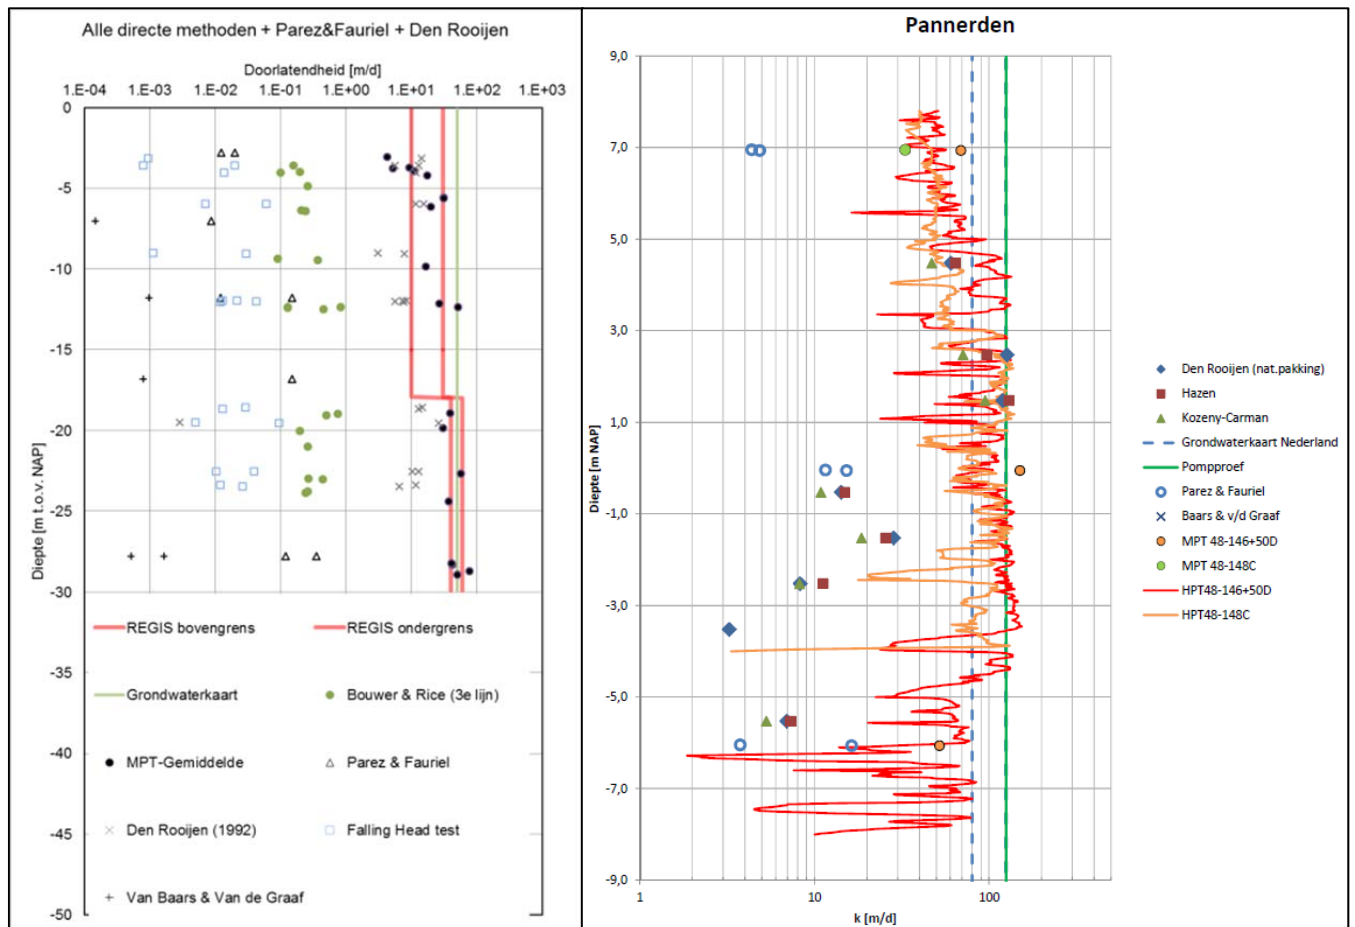 Alle directe methoden + Parez&Fauriel + Den Rooijen
Doorlatendheid [m/d]
1.E-04 1.E-03 1.E-02 1.E-01 1.E+00 1.E+01 1.E+02 1.E+03
0
-5
-10
-15
-20
-25
-30
-35
-40
-45
-50
Diepte [m t.o.v. NAP]
REGIS bovengrens
REGIS ondergrens
Grondwaterkaart
Bouwer & Rice (3e lijn)
MPT-Gemiddelde
Parez & Fauriel
Den Rooijen (1992)
Falling Head test
Van Baars & Van de Graaf
Pannerden
9,0
7,0
5,0
3,0
1,0
-1,0
-3,0
-5,0
-7,0
-9,0
Diepte [m NAP]
1 10 100
k [m/d]
Den Rooijen (nat.pakking)
Hazen
Kozeny-Carman
Grondwaterkaart Nederland
Pompproef
Parez & Fauriel
Baars & v/d Graaf
MPT 48-146+50D
MPT 48-148C
HPT48-146+50D
HPT48-148C